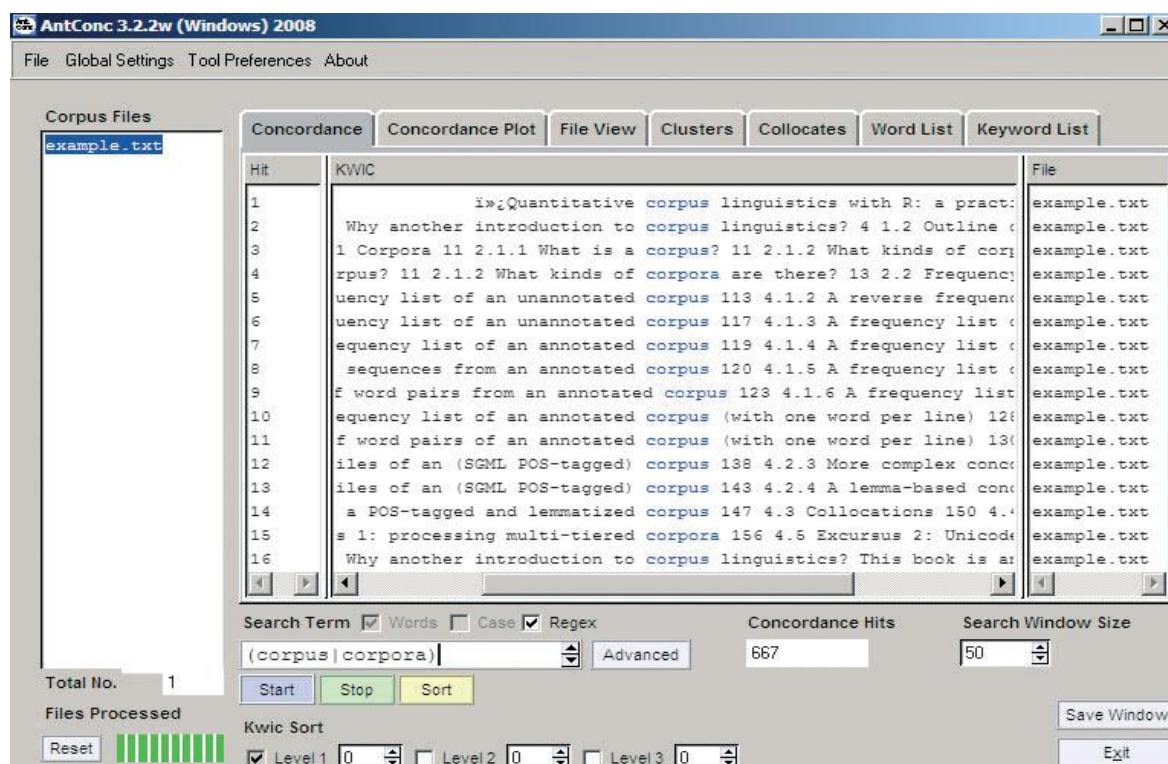 AntConc 3.2.2w (Windows) 2008
File Global Settings Tool Preferences About
Corpus Files
example.txt
Concordance Concordance Plot File View Clusters Collocates Word List Keyword List
Hit KWIC File
1 ï»¿Quantitative corpus linguistics with R: a example.txt
2 Why another introduction to corpus linguistics? 4 1.2 Outline example.txt
3 1 Corpora 11 2.1.1 What is a corpus? 11 2.1.2 What kinds of example.txt
4 rpus? 11 2.1.2 What kinds of corpora are there? 13 2.2 Frequency example.txt
5 uency list of an unannotated corpus 113 4.1.2 A reverse example.txt
6 uency list of an unannotated corpus 117 4.1.3 A frequency list example.txt
7 equency list of an annotated corpus 119 4.1.4 A frequency list example.txt
8 sequences from an annotated corpus 120 4.1.5 A frequency list example.txt
9 f word pairs from an annotated corpus 123 4.1.6 A frequency list example.txt
10 equency list of an annotated corpus (with one word per line) example.txt
11 f word pairs of an annotated corpus (with one word per line) example.txt
12 iles of an (SGML POS-tagged) corpus 138 4.2.3 More complex example.txt
13 iles of an (SGML POS-tagged) corpus 143 4.2.4 A lemma-based example.txt
14 a POS-tagged and lemmatized corpus 147 4.3 Collocations 150 example.txt
15 s 1: processing multi-tiered corpora 156 4.5 Excursus 2: example.txt
16 Why another introduction to corpus linguistics? This book is example.txt
Search Term Words Case Regex Concordance Hits Search Window Size
(corpus|corpora) Advanced 667 50
Total No. 1
Start Stop Sort
Files Processed
Save Window
Kwic Sort
Reset
Level 1 0 Level 2 0 Level 3 0
Exit